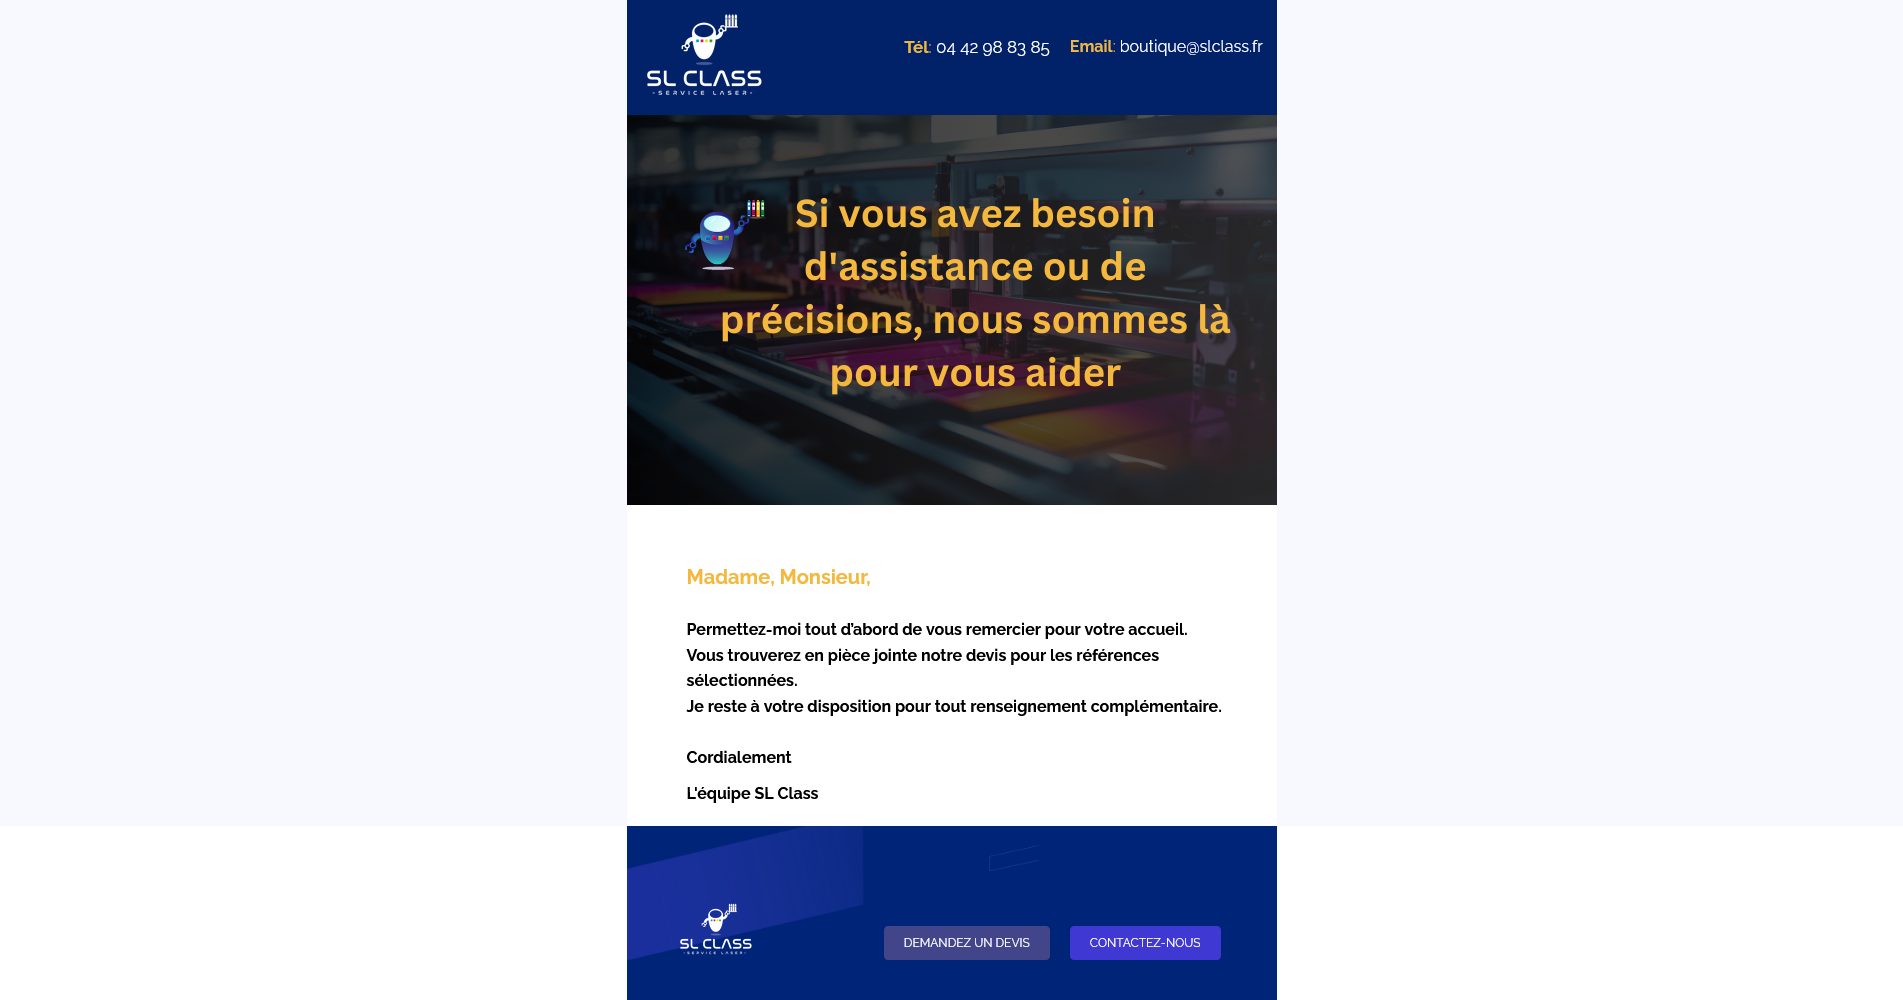 SL CLASS
- SERVICE LASER -
Tél: 04 42 98 83 85
Email: boutique@slclass.fr
Si vous avez besoin
d'assistance ou de
précisions, nous sommes là
pour vous aider
Madame, Monsieur,
Permettez-moi tout d’abord de vous remercier pour votre accueil.
Vous trouverez en pièce jointe notre devis pour les références
sélectionnées.
Je reste à votre disposition pour tout renseignement complémentaire.
Cordialement
L'équipe SL Class
SL CLASS
- SERVICE LASER -
DEMANDEZ UN DEVIS
CONTACTEZ-NOUS